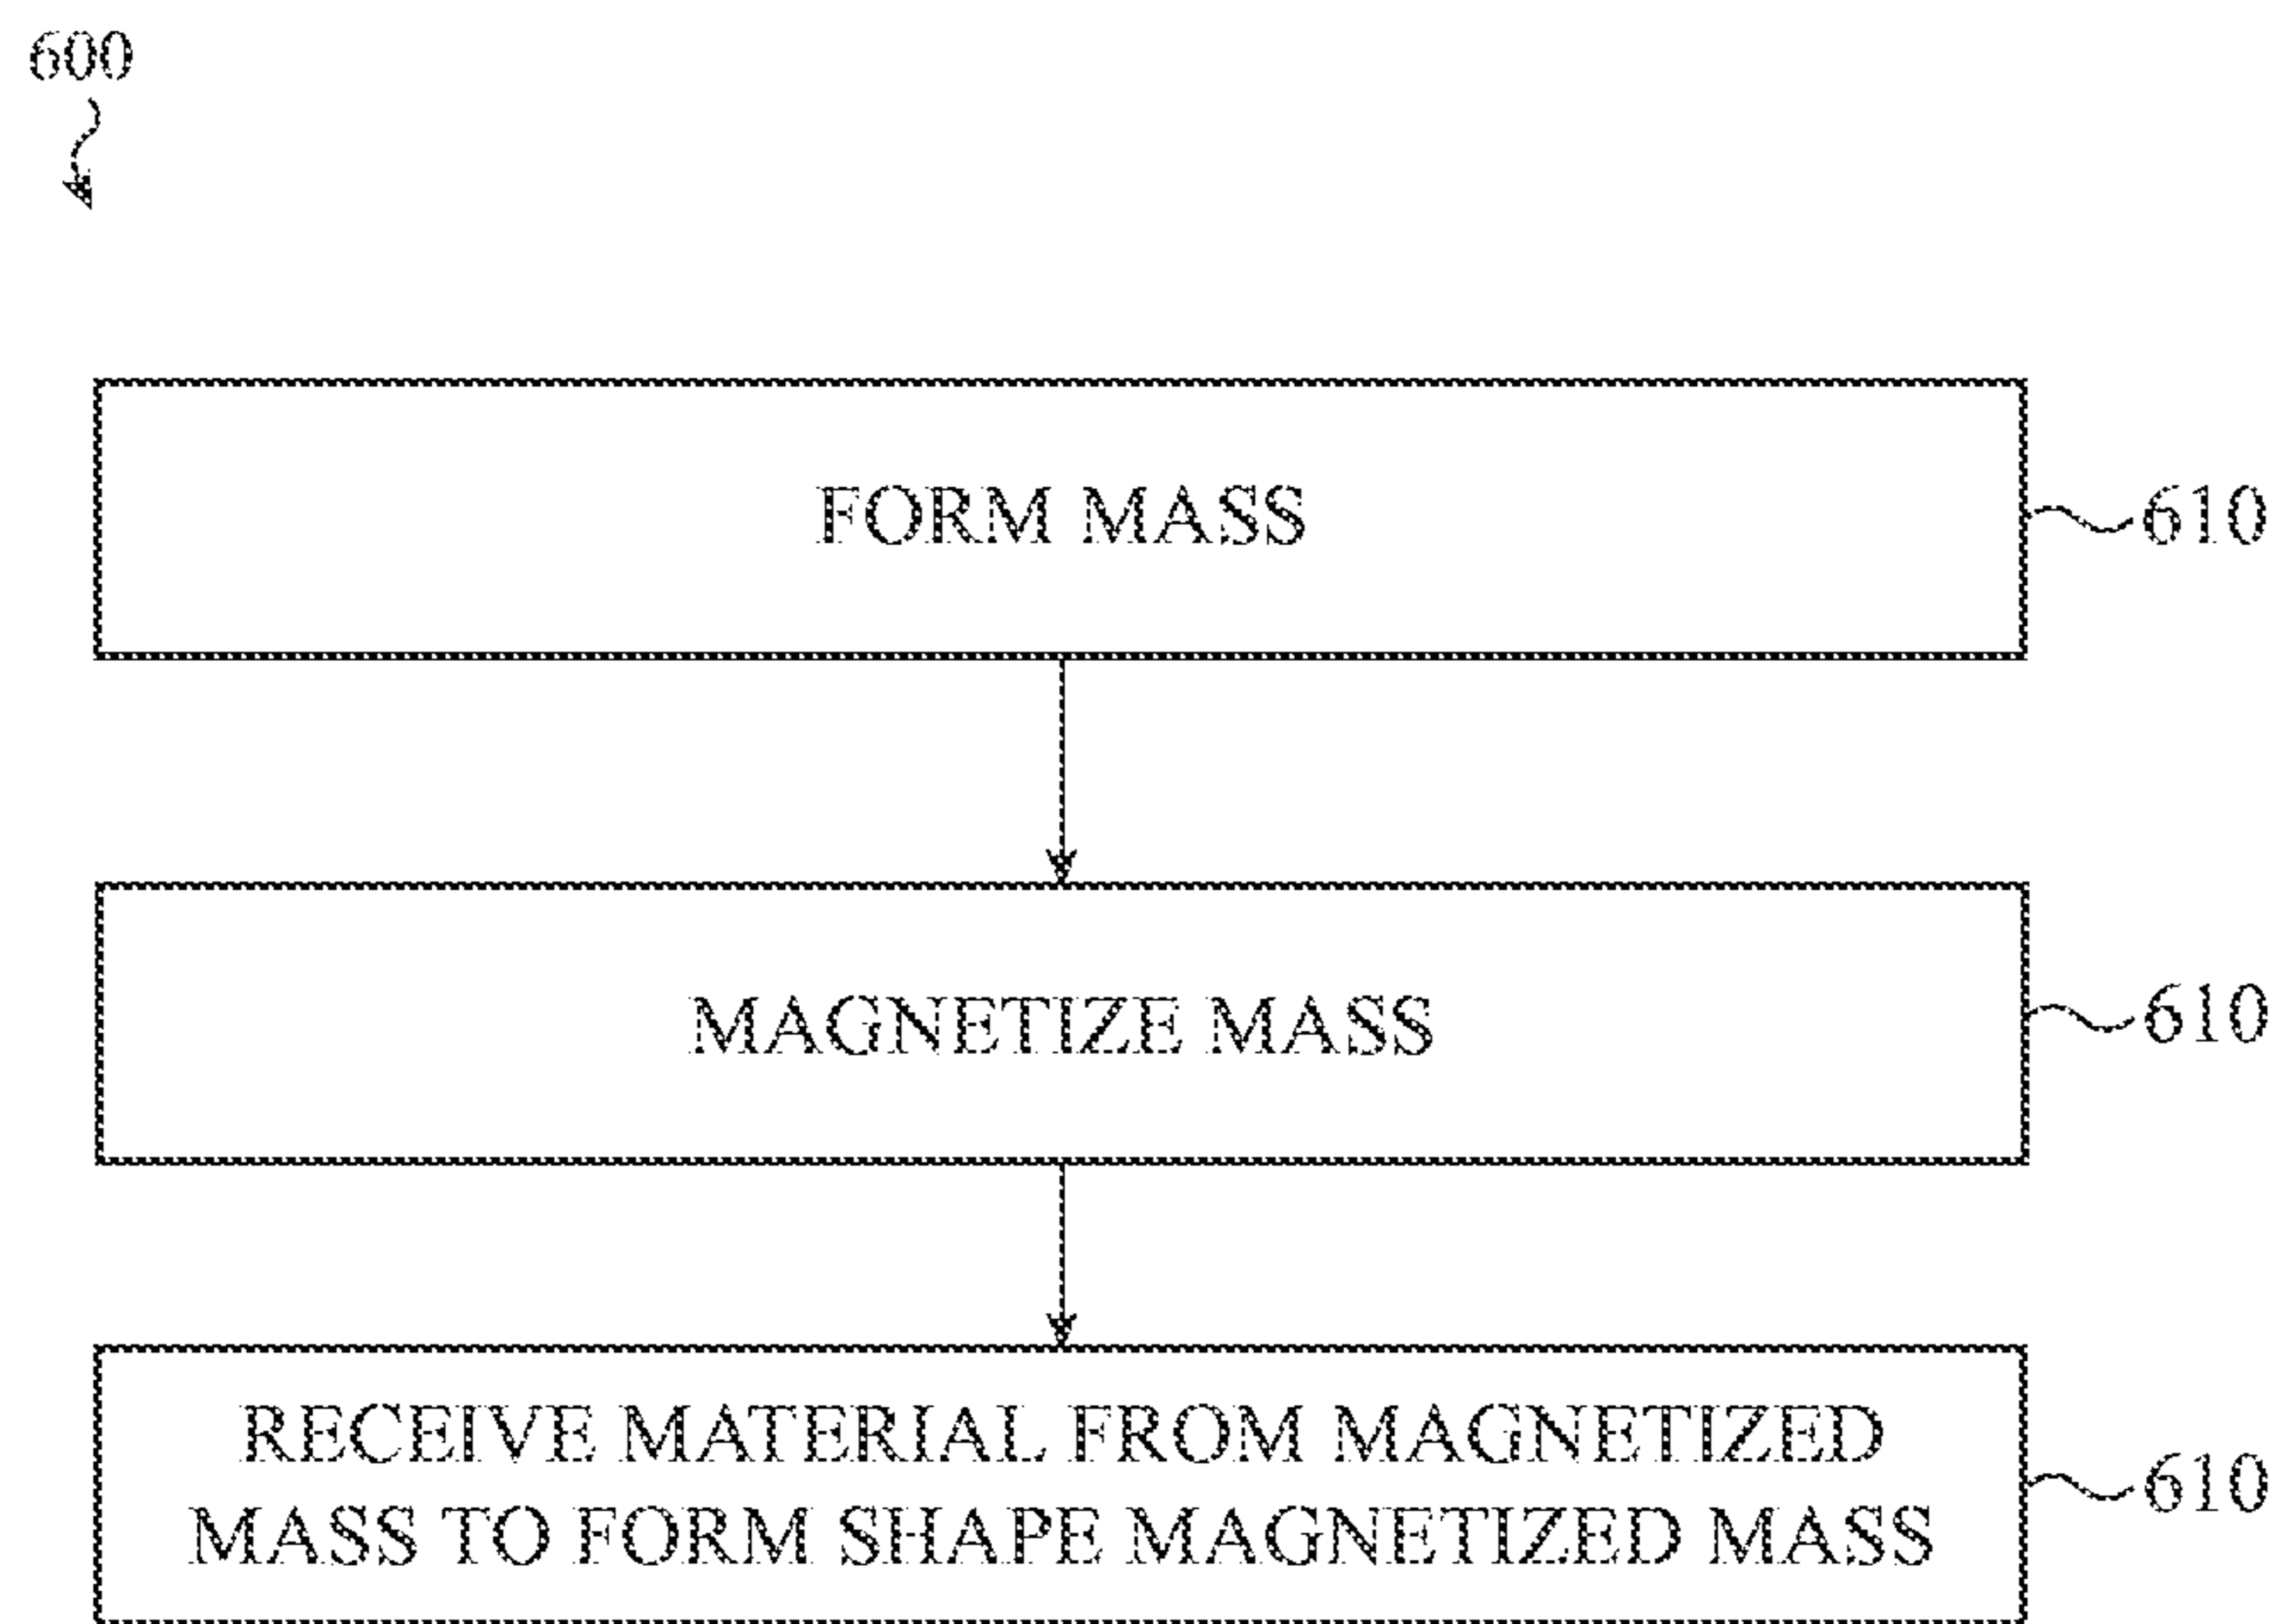 600
FORM MASS
610
MAGNETIZE MASS
610
RECEIVE MATERIAL FROM MAGNETIZED
MASS TO FORM SHAPE MAGNETIZED MASS
610